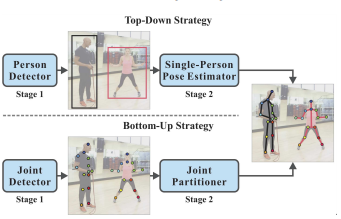 Top-Down Strategy
Person
Detector
Stage 1
Single-Person
Pose Estimator
Stage 2
Bottom-Up Strategy
Joint
Detector
Stage 1
Joint
Partitioner
Stage 2